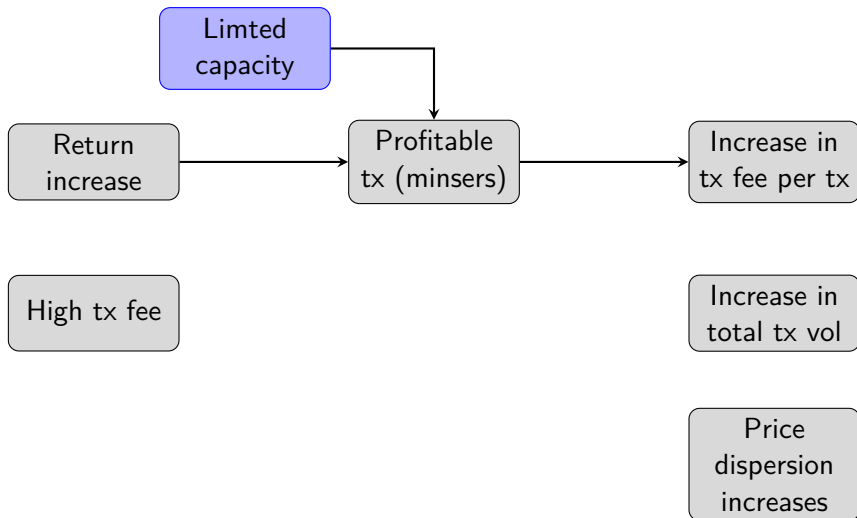 Limted
capacity
Return
increase
Profitable
tx (minsers)
Increase in
tx fee per tx
High tx fee
Increase in
total tx vol
Price
dispersion
increases